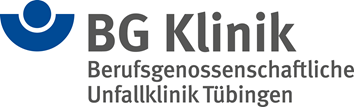 BG Klinik
Berufsgenossenschaftliche
Unfallklinik Tübingen